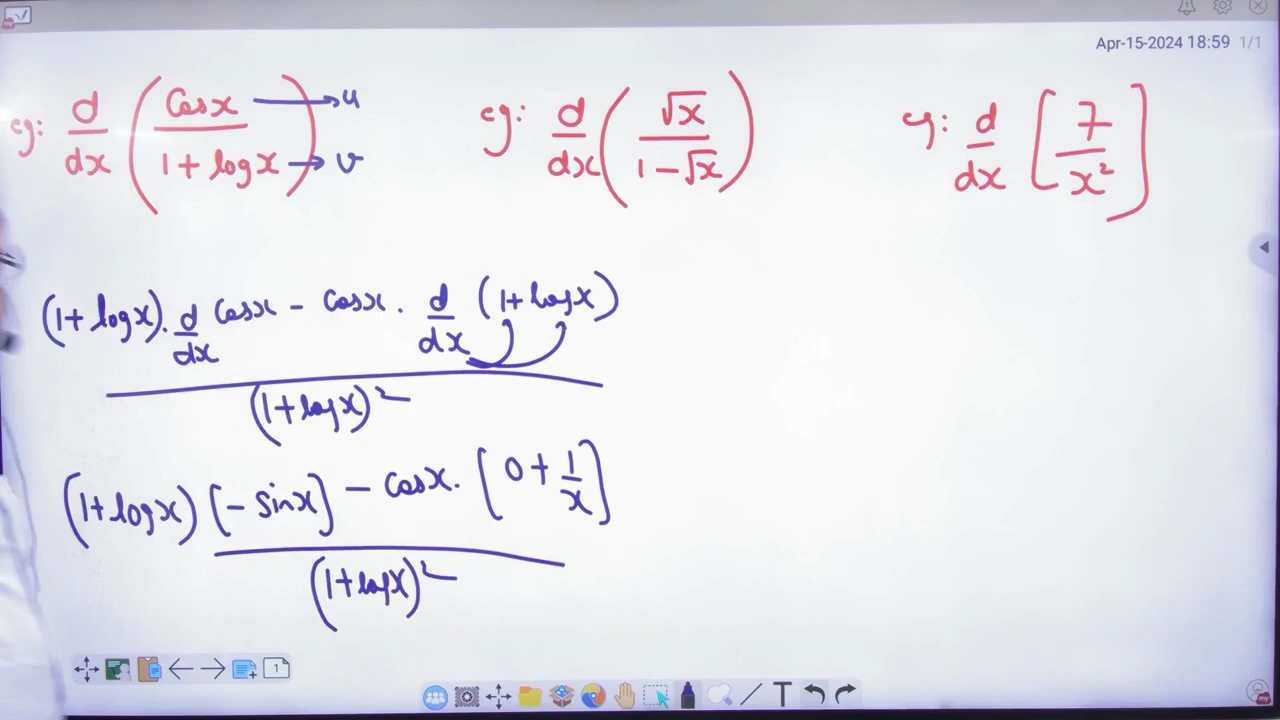 Apr-15-2024 18:59 1/1
eg: d/dx (cosx / 1 + logx) → u → v
eg: d/dx (√x / 1-√x)
eg: d/dx [7 / x²]
(1+logx). d/dx cosx - cosx. d/dx (1+logx)
(1+logx)²
(1+logx) [- sinx] - cosx. [0 + 1/x]
(1+logx)²
1
T